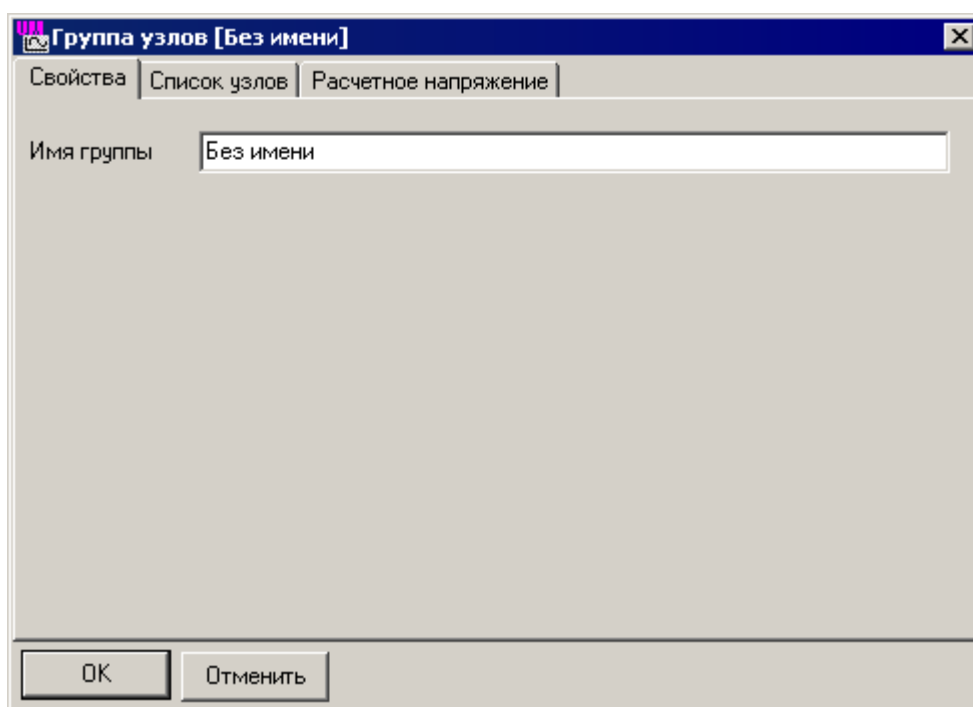 Группа узлов [Без имени]
Свойства Список узлов Расчетное напряжение
Имя группы Без имени
OK Отменить